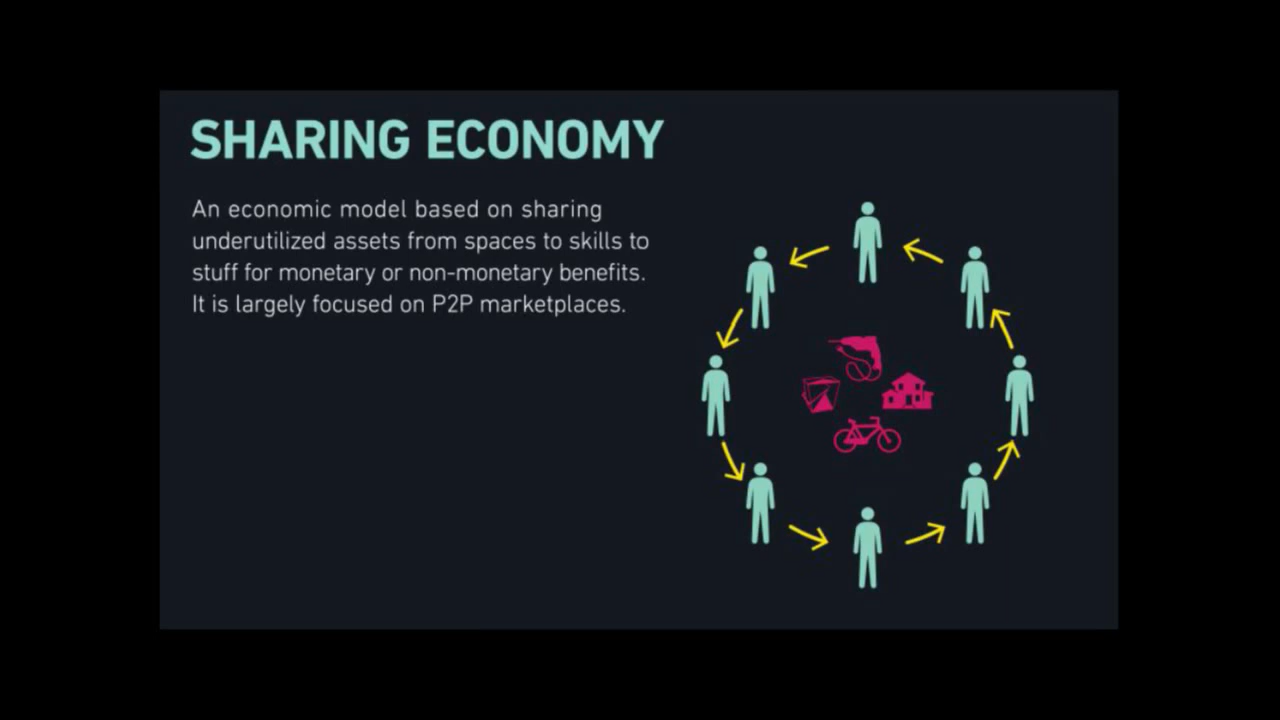 SHARING ECONOMY
An economic model based on sharing
underutilized assets from spaces to skills to
stuff for monetary or non-monetary benefits.
It is largely focused on P2P marketplaces.